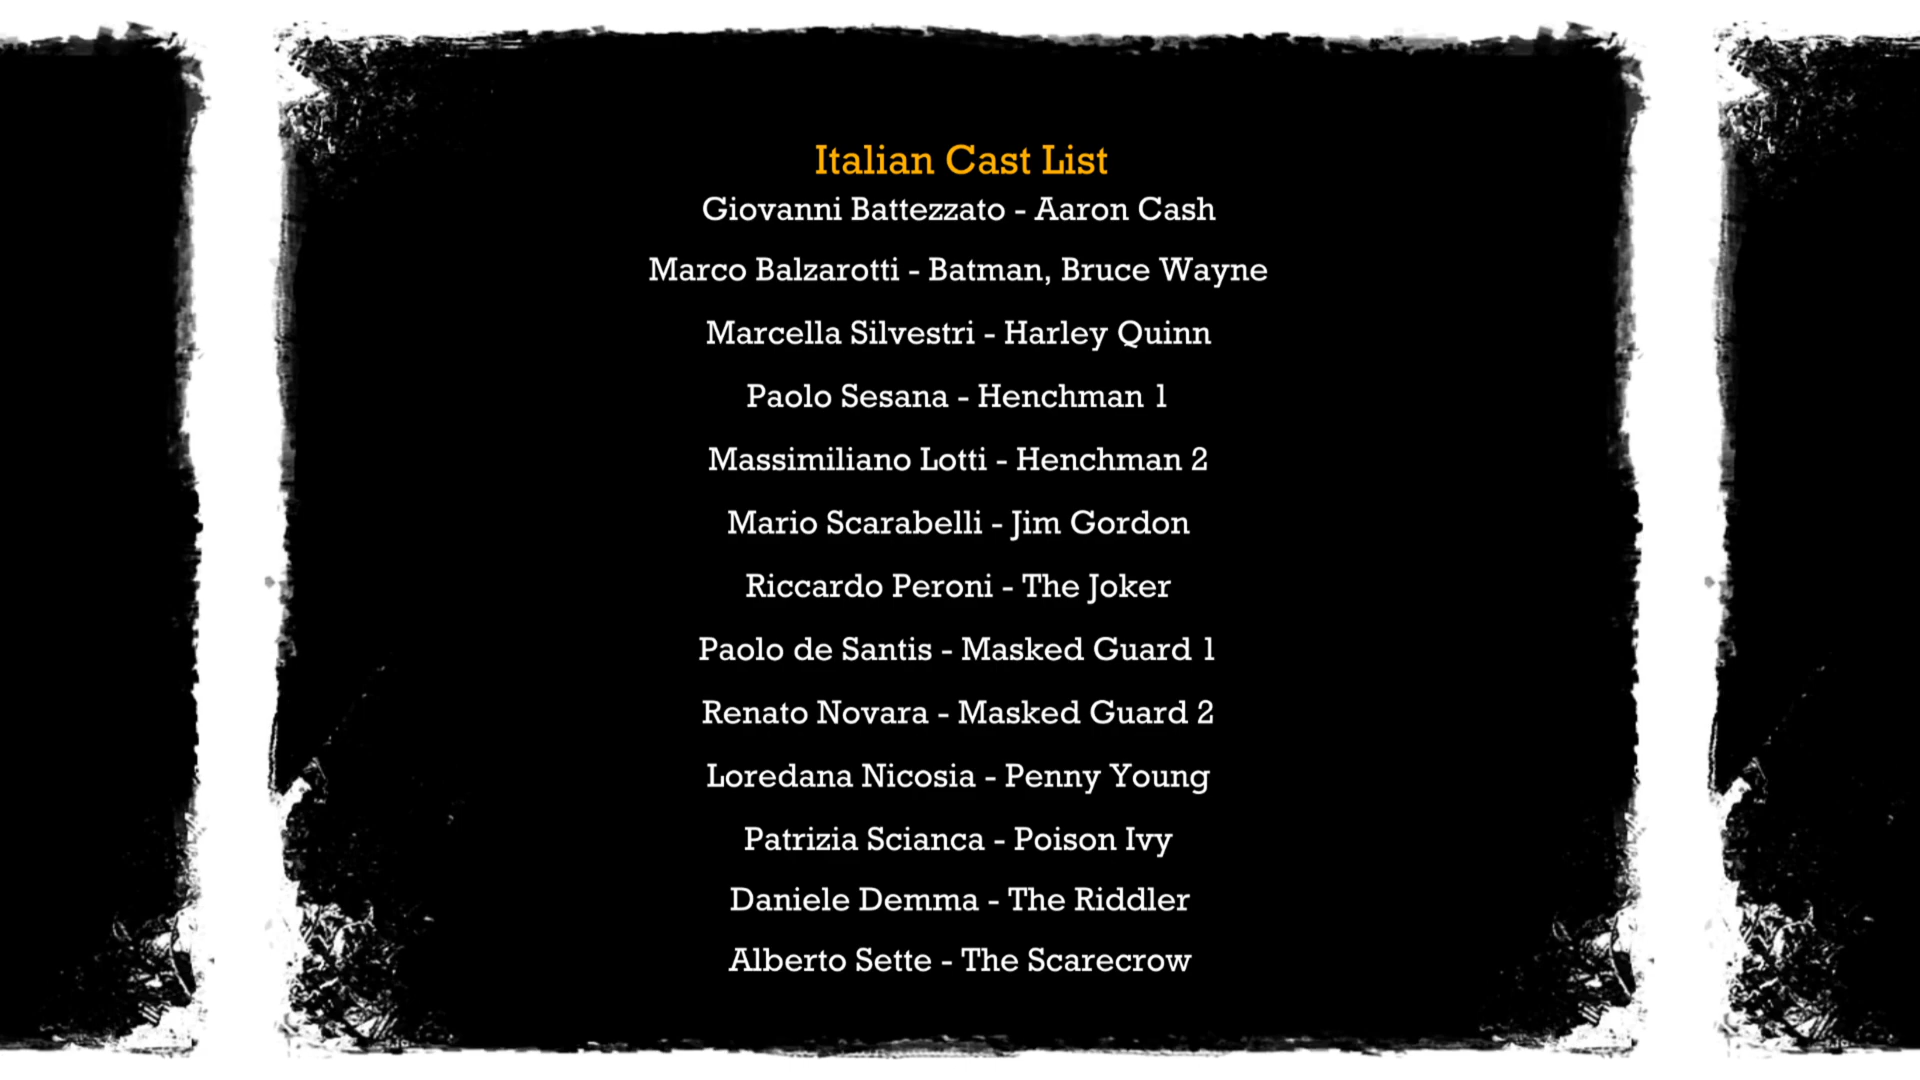 Italian Cast List
Giovanni Battezzato - Aaron Cash
Marco Balzarotti - Batman, Bruce Wayne
Marcella Silvestri - Harley Quinn
Paolo Sesana - Henchman 1
Massimiliano Lotti - Henchman 2
Mario Scarabelli - Jim Gordon
Riccardo Peroni - The Joker
Paolo de Santis - Masked Guard 1
Renato Novara - Masked Guard 2
Loredana Nicosia - Penny Young
Patrizia Scianca - Poison Ivy
Daniele Demma - The Riddler
Alberto Sette - The Scarecrow